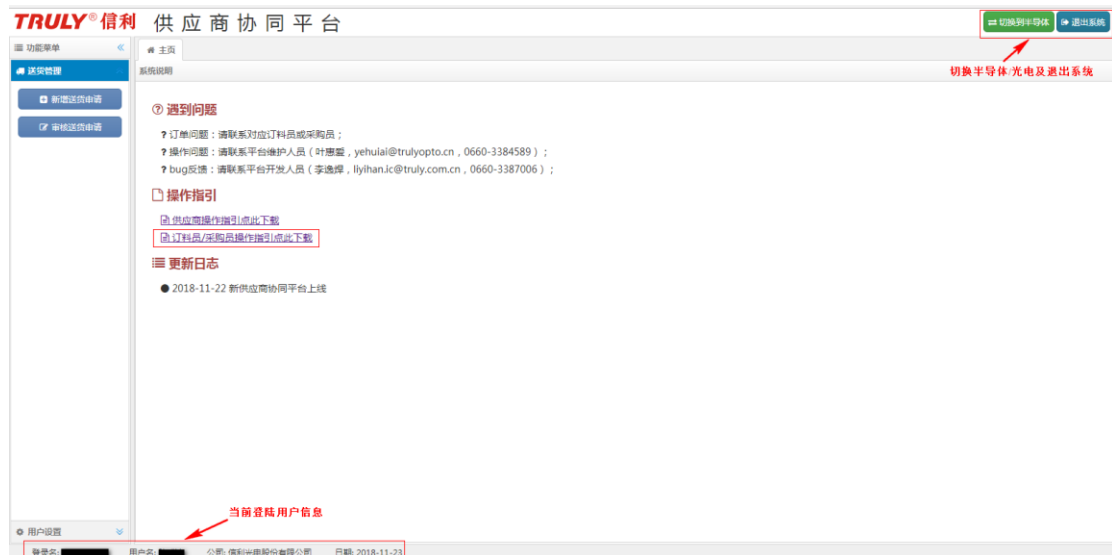 TRULY®信利 供应商协同平台
切换到半导体 退出系统
功能菜单
主页
送货管理
系统说明
切换半导体/光电及退出系统
新增送货申请
审核送货申请
遇到问题
? 订单问题：请联系对应订料员或采购员；
? 操作问题：请联系平台维护人员（叶惠爱，yehuiai@trulyopto.cn，0660-3384589）；
? bug反馈：请联系平台开发人员（李逸焊，liyihan.ic@truly.com.cn，0660-3387006）；
操作指引
供应商操作指引点此下载
订料员/采购员操作指引点此下载
更新日志
● 2018-11-22 新供应商协同平台上线
当前登陆用户信息
用户设置
登录名: 用户名: 公司: 信利光电股份有限公司 日期: 2018-11-23